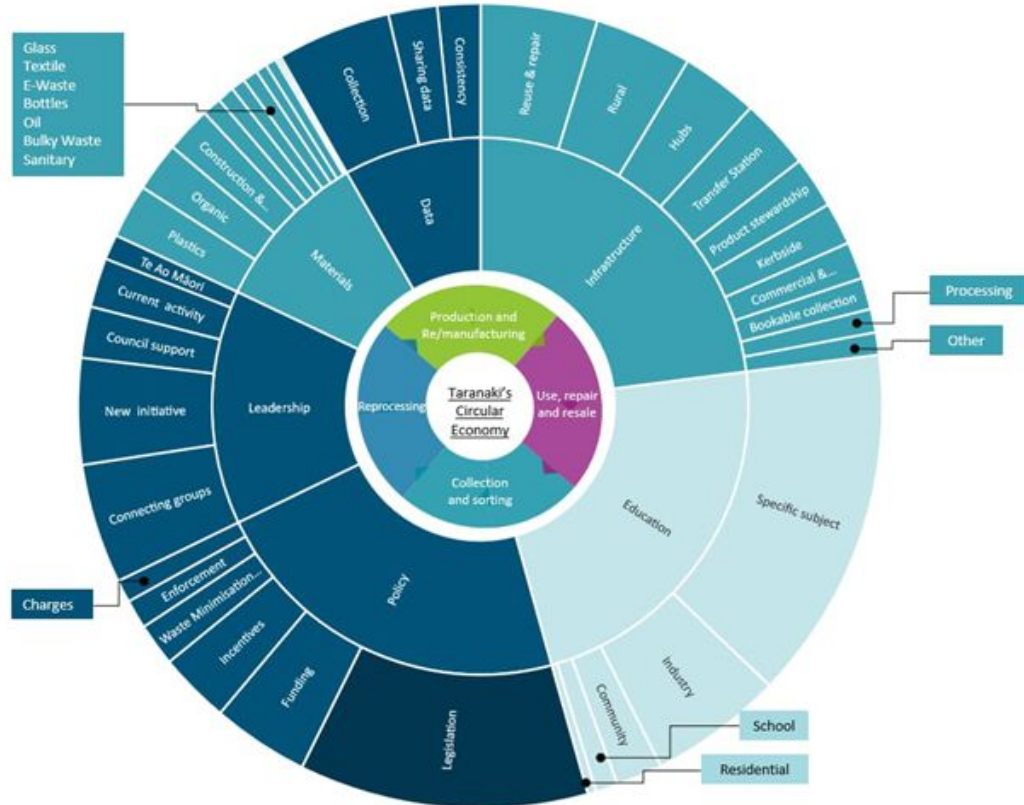 Glass
Textile
E-Waste
Bottles
Oil
Bulky Waste
Sanitary
Collection
Sharing data
Consistency
Reuse & repair
Rural
Hubs
Transfer Station
Product stewardship
Kerbside
Commercial &...
Bookable collection
Processing
Other
Construction &...
Organic
Plastics
Te Ao Māori
Current activity
Council support
New initiative
Connecting groups
Charges
Enforcement
Waste Minimisation...
Incentives
Funding
Legislation
Residential
School
Community
Industry
Specific subject
Data
Infrastructure
Materials
Leadership
Policy
Education
Production and
Re/manufacturing
Reprocessing
Use, repair
and resale
Collection
and sorting
Taranaki's
Circular
Economy